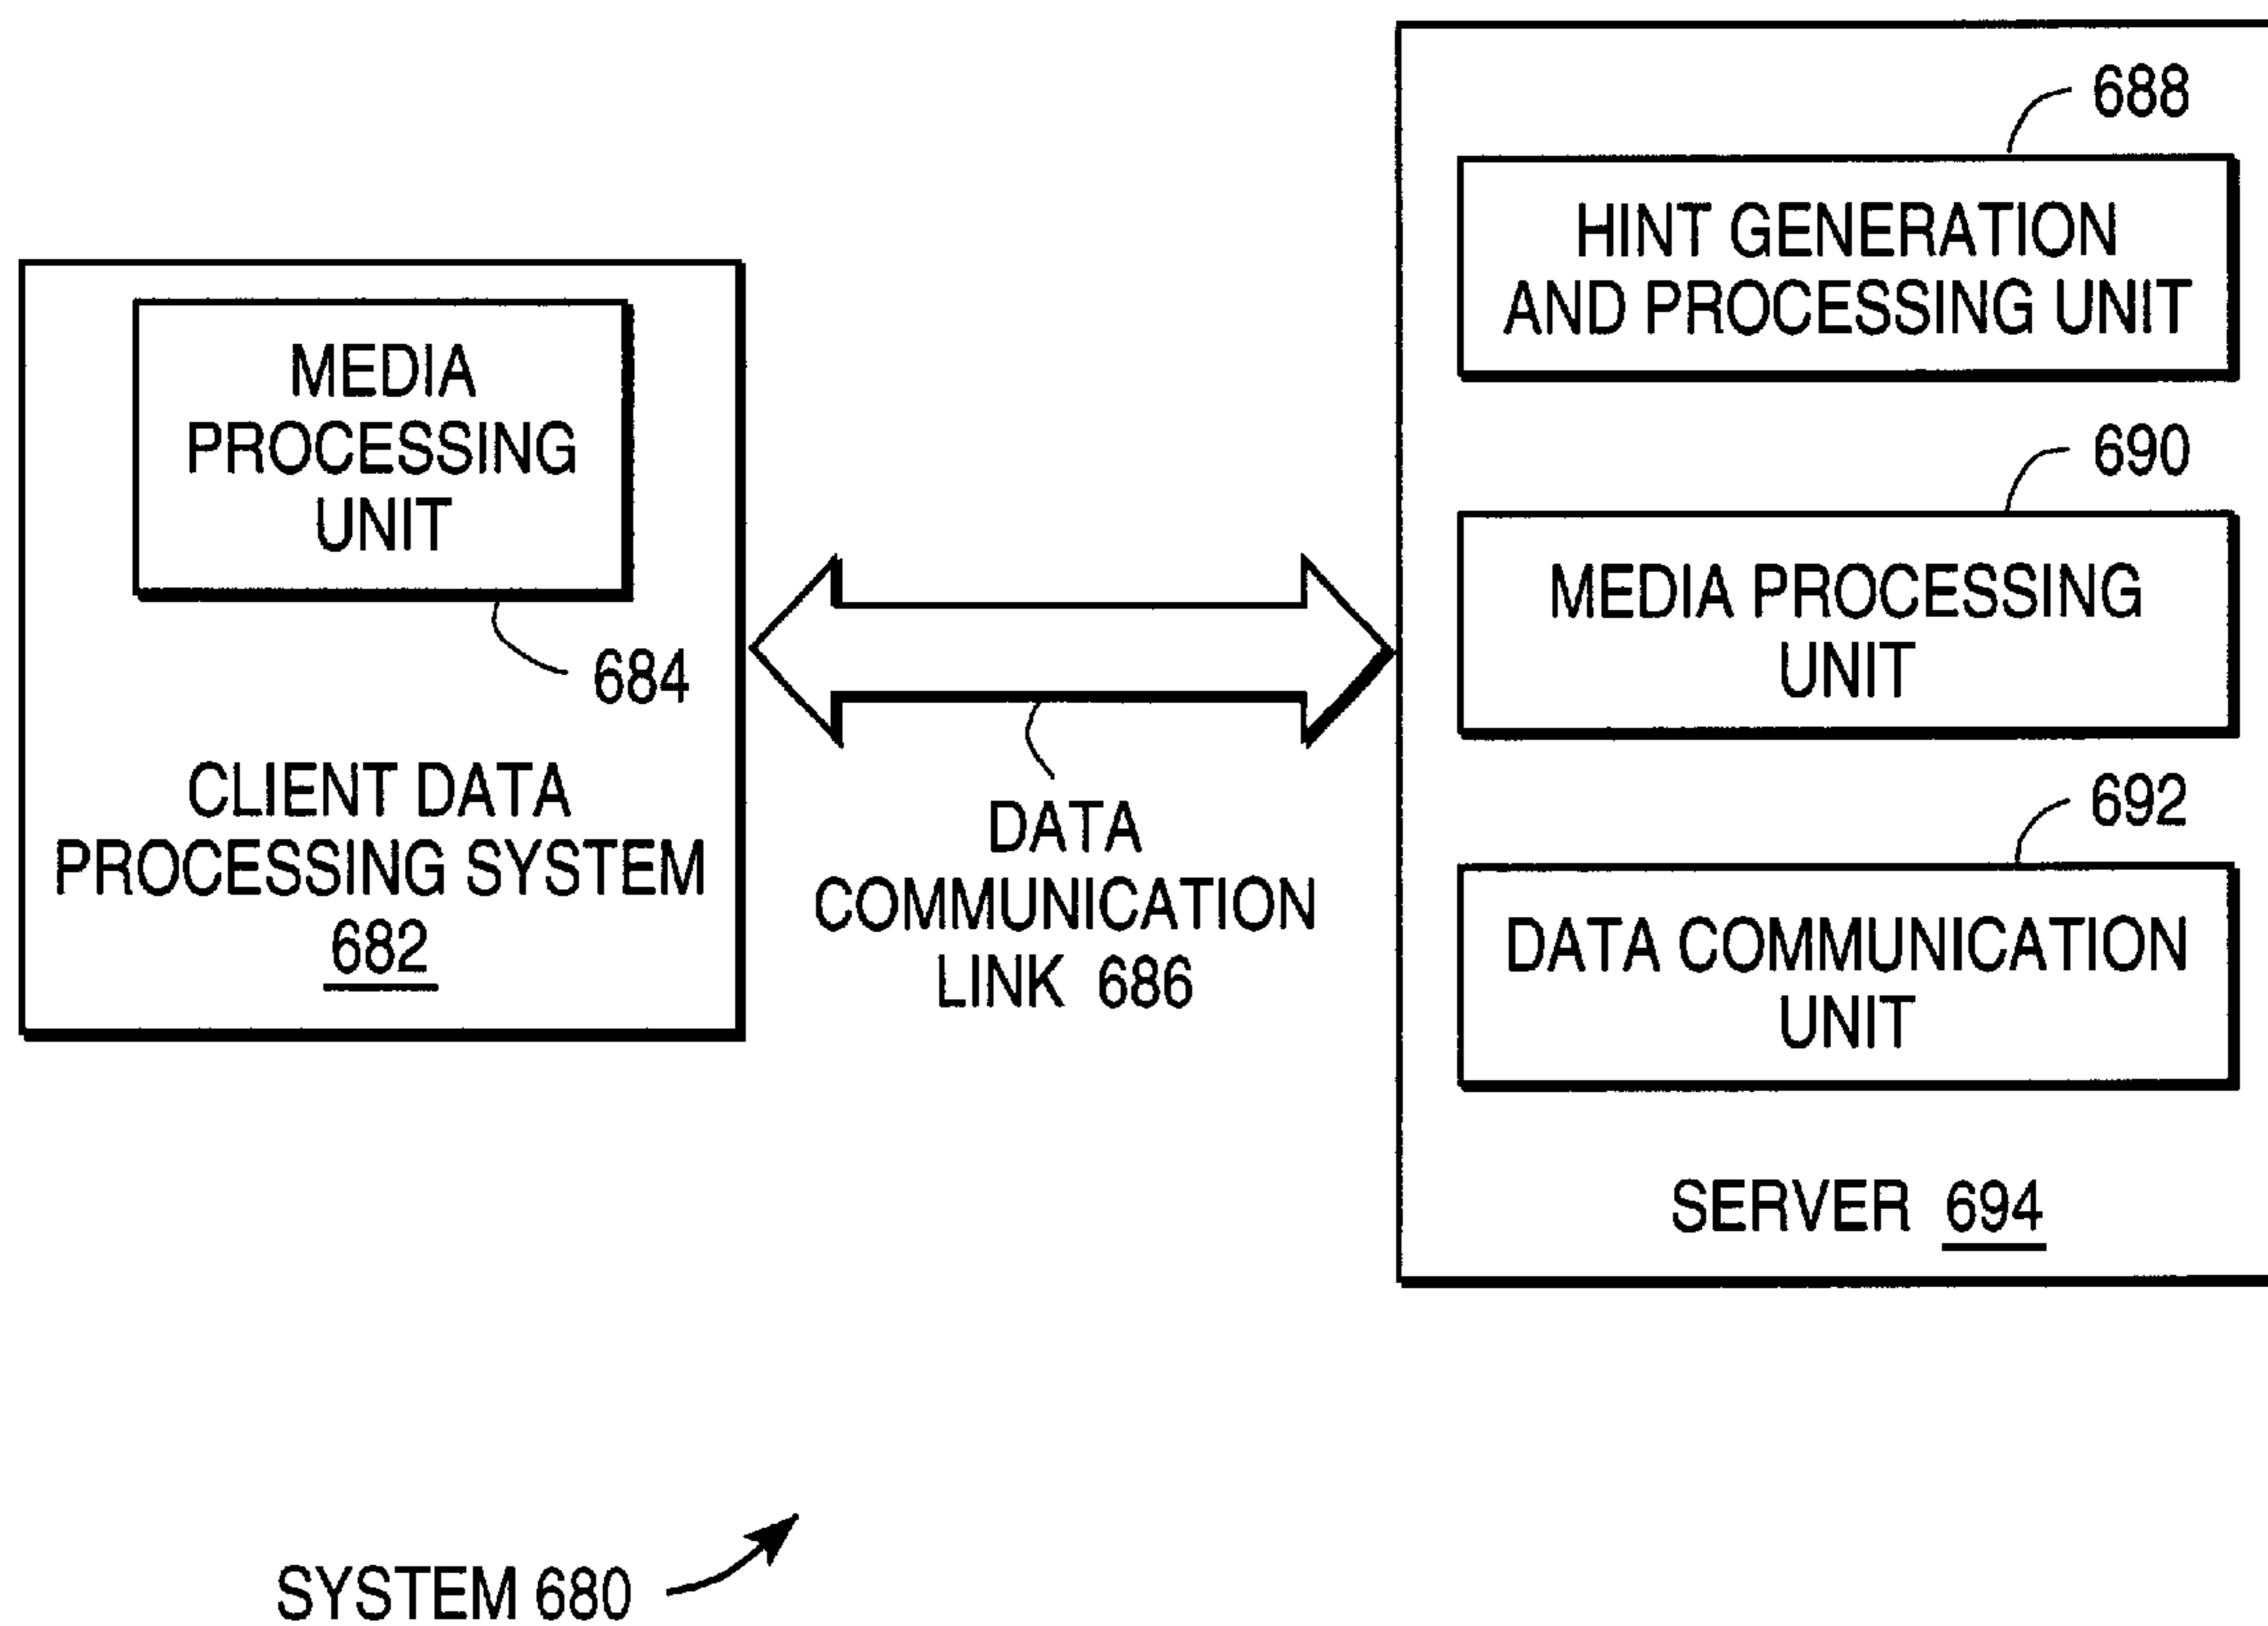 MEDIA
PROCESSING
UNIT
684
CLIENT DATA
PROCESSING SYSTEM
682
DATA
COMMUNICATION
LINK 686
688
HINT GENERATION
AND PROCESSING UNIT
690
MEDIA PROCESSING
UNIT
692
DATA COMMUNICATION
UNIT
SERVER 694
SYSTEM 680